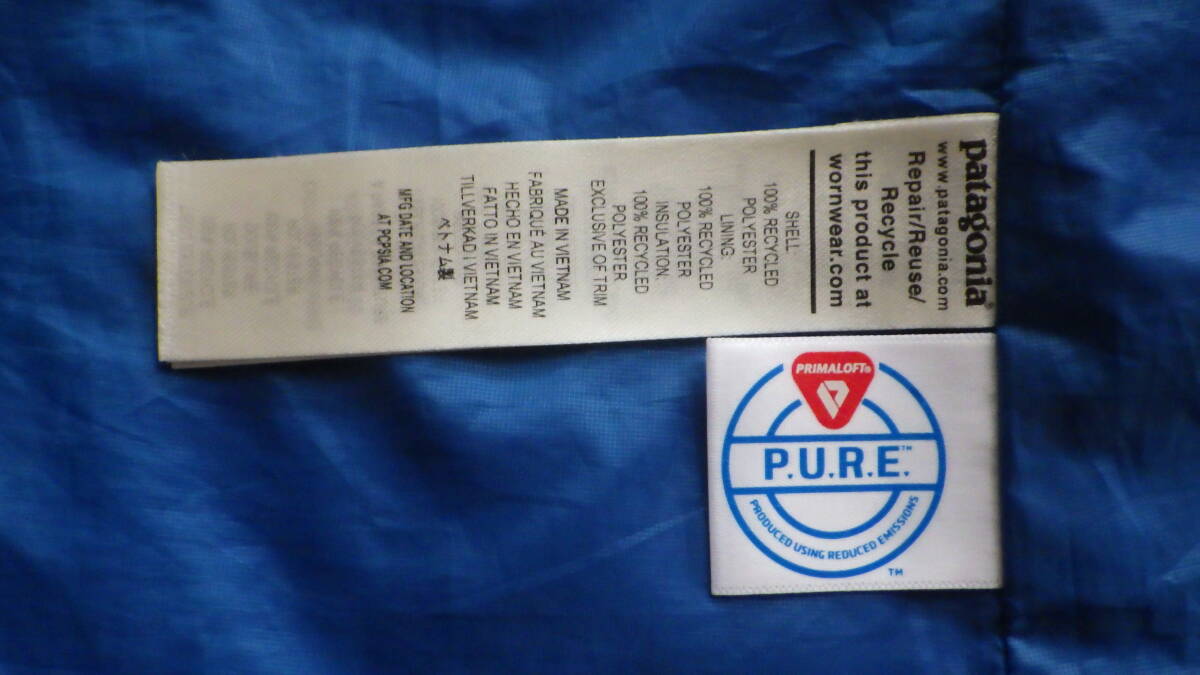 patagonia®
www.patagonia.com
Repair/Reuse/
Recycle
this product at
wornwear.com
SHELL:
100% RECYCLED
POLYESTER
LINING:
100% RECYCLED
POLYESTER
INSULATION:
100% RECYCLED
POLYESTER
EXCLUSIVE OF TRIM
MADE IN VIETNAM
FABRIQUÉ AU VIETNAM
HECHO EN VIETNAM
FATTO IN VIETNAM
TILLVERKAD I VIETNAM
ベトナム製
MFG DATE AND LOCATION
AT PCPSIA.COM
PRIMALOFT®
P.U.R.E.™
PRODUCED USING REDUCED EMISSIONS
TM